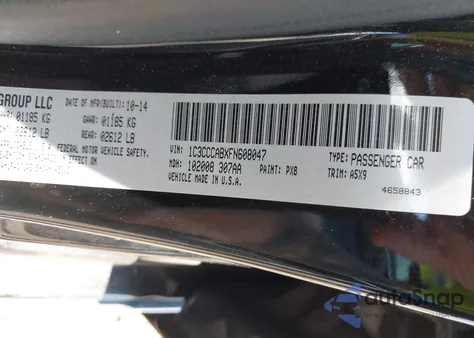 GROUP LLC DATE OF MFR(BUILT): 10-14
GAWR: 01185 KG GAWR: 01185 KG
02612 LB REAR: 02612 LB
FEDERAL MOTOR VEHICLE SAFETY
VIN: 1C3CCCABXFN608047 TYPE: PASSENGER CAR
MDH: 102008 307AA PAINT: PX8 TRIM: A5X9
VEHICLE MADE IN U.S.A. 4658843
autoSnap